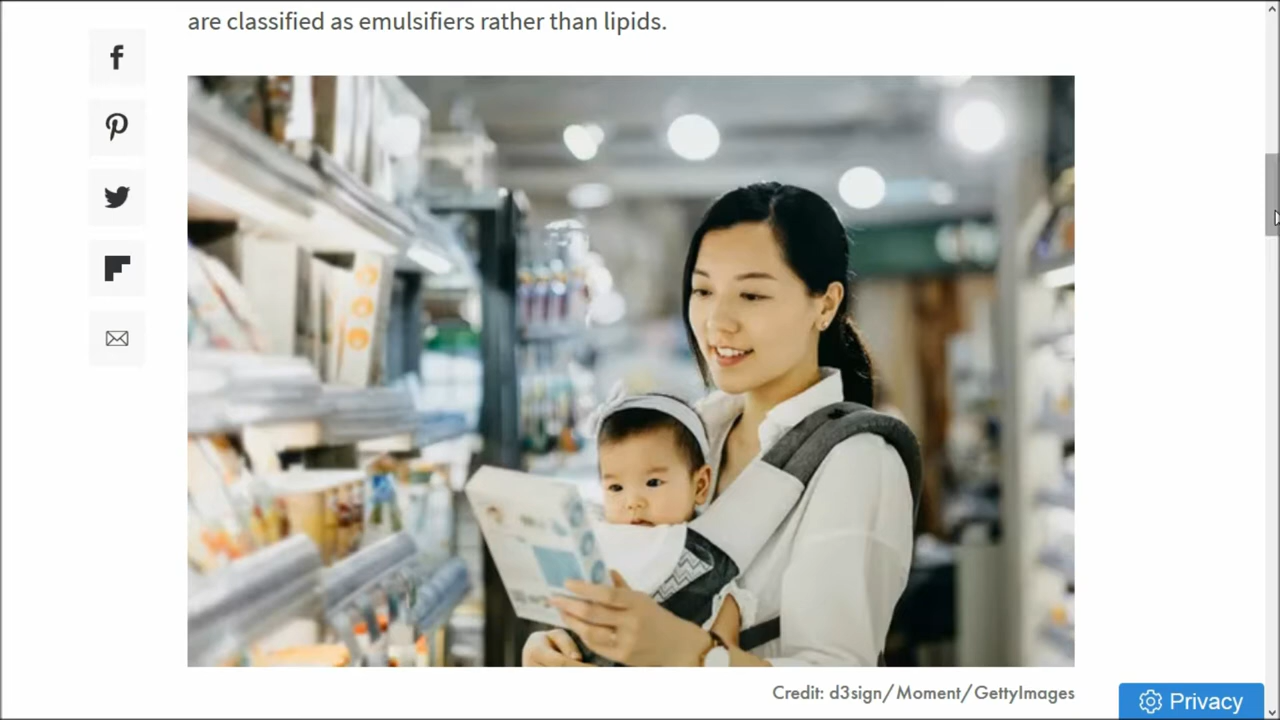 are classified as emulsifiers rather than lipids.
Credit: d3sign/Moment/GettyImages
Privacy